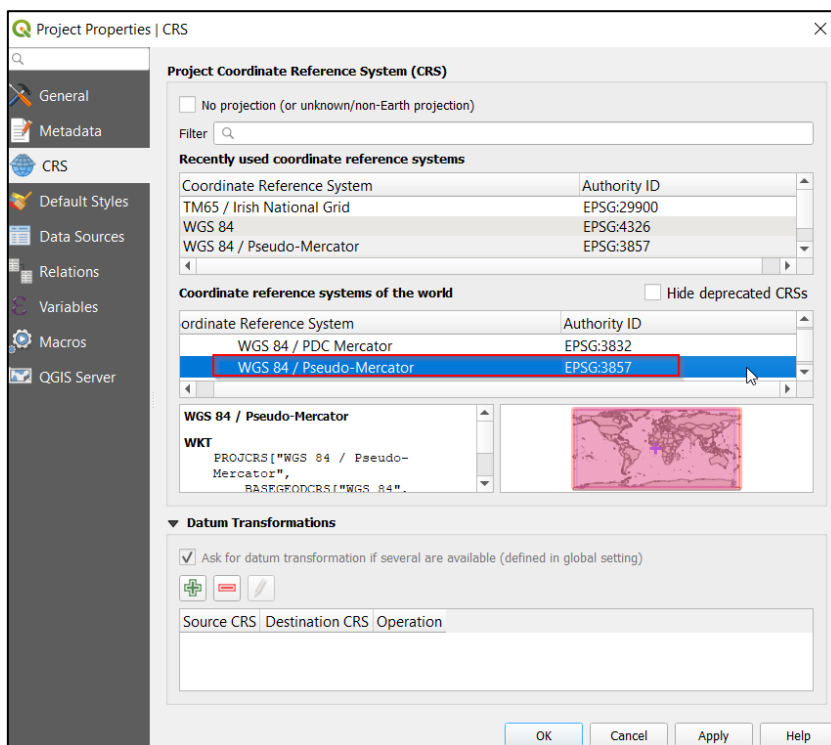 Project Properties | CRS
General
Metadata
CRS
Default Styles
Data Sources
Relations
Variables
Macros
QGIS Server
Project Coordinate Reference System (CRS)
No projection (or unknown/non-Earth projection)
Filter
Recently used coordinate reference systems
Coordinate Reference System Authority ID
TM65 / Irish National Grid EPSG:29900
WGS 84 EPSG:4326
WGS 84 / Pseudo-Mercator EPSG:3857
Coordinate reference systems of the world Hide deprecated CRSs
ordinate Reference System Authority ID
WGS 84 / PDC Mercator EPSG:3832
WGS 84 / Pseudo-Mercator EPSG:3857
WGS 84 / Pseudo-Mercator
WKT
PROJCRS["WGS 84 / Pseudo-
Mercator",
BASEGEODCRS["WGS 84",
Datum Transformations
Ask for datum transformation if several are available (defined in global setting)
Source CRS Destination CRS Operation
OK Cancel Apply Help